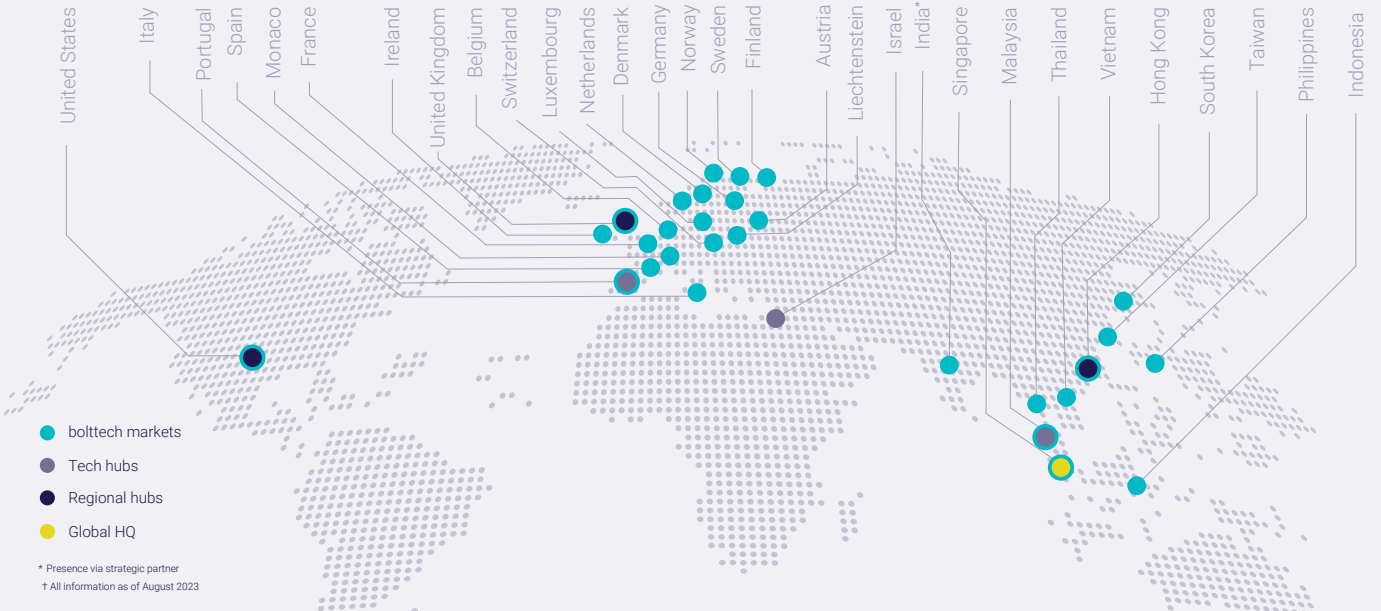 United States
Italy
Portugal
Spain
Monaco
France
Ireland
United Kingdom
Belgium
Switzerland
Luxembourg
Netherlands
Denmark
Germany
Norway
Sweden
Finland
Austria
Liechtenstein
Israel
India*
Singapore
Malaysia
Thailand
Vietnam
Hong Kong
South Korea
Taiwan
Philippines
Indonesia
bolttech markets
Tech hubs
Regional hubs
Global HQ
* Presence via strategic partner
† All information as of August 2023